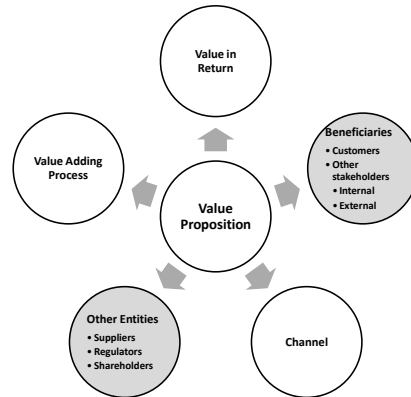 Value in
Return
Beneficiaries
• Customers
• Other
stakeholders
• Internal
• External
Value Adding
Process
Value
Proposition
Other Entities
• Suppliers
• Regulators
• Shareholders
Channel